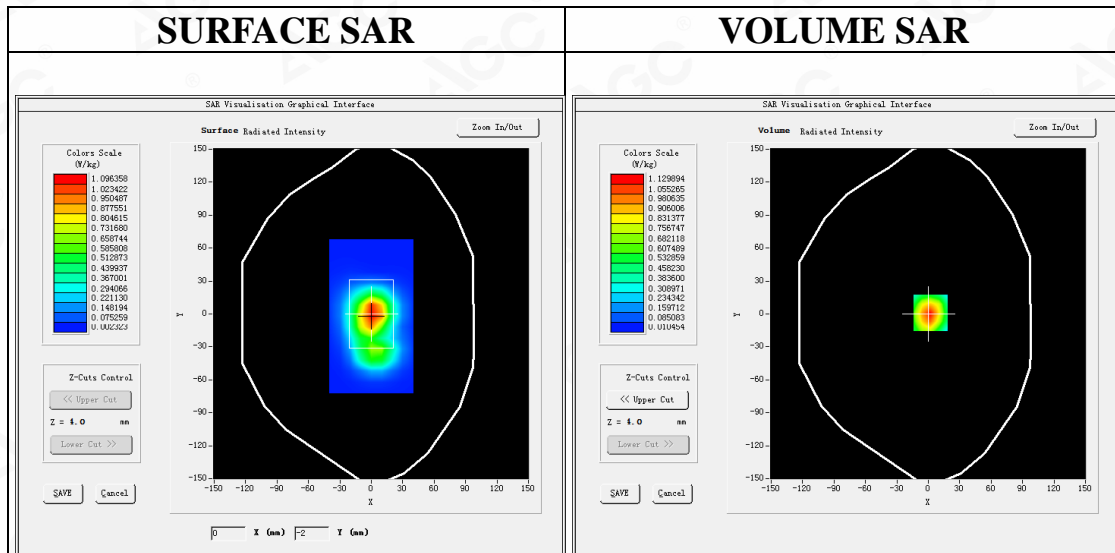 SURFACE SAR
VOLUME SAR
SAR Visualisation Graphical Interface
Surface Radiated Intensity
Zoom In/Out
Colors Scale
(W/kg)
1.096358
1.023422
0.950487
0.877551
0.804615
0.731680
0.658744
0.585808
0.512873
0.439937
0.367001
0.294066
0.221130
0.148194
0.075259
0.002323
150
120
90
60
30
0
-30
-60
-90
-120
-150
Y
-150 -120 -90 -60 -30 0 30 60 90 120 150
X
Z-Cuts Control
<< Upper Cut
Z = 4.0 mm
Lower Cut >>
SAVE Cancel
0 X (mm) -2 Y (mm)
SAR Visualisation Graphical Interface
Volume Radiated Intensity
Zoom In/Out
Colors Scale
(W/kg)
1.129894
1.055265
0.980635
0.906006
0.831377
0.756747
0.682118
0.607489
0.532859
0.458230
0.383600
0.308971
0.234342
0.159712
0.085083
0.010454
150
120
90
60
30
0
-30
-60
-90
-120
-150
Y
-150 -120 -90 -60 -30 0 30 60 90 120 150
X
Z-Cuts Control
<< Upper Cut
Z = 4.0 mm
Lower Cut >>
SAVE Cancel